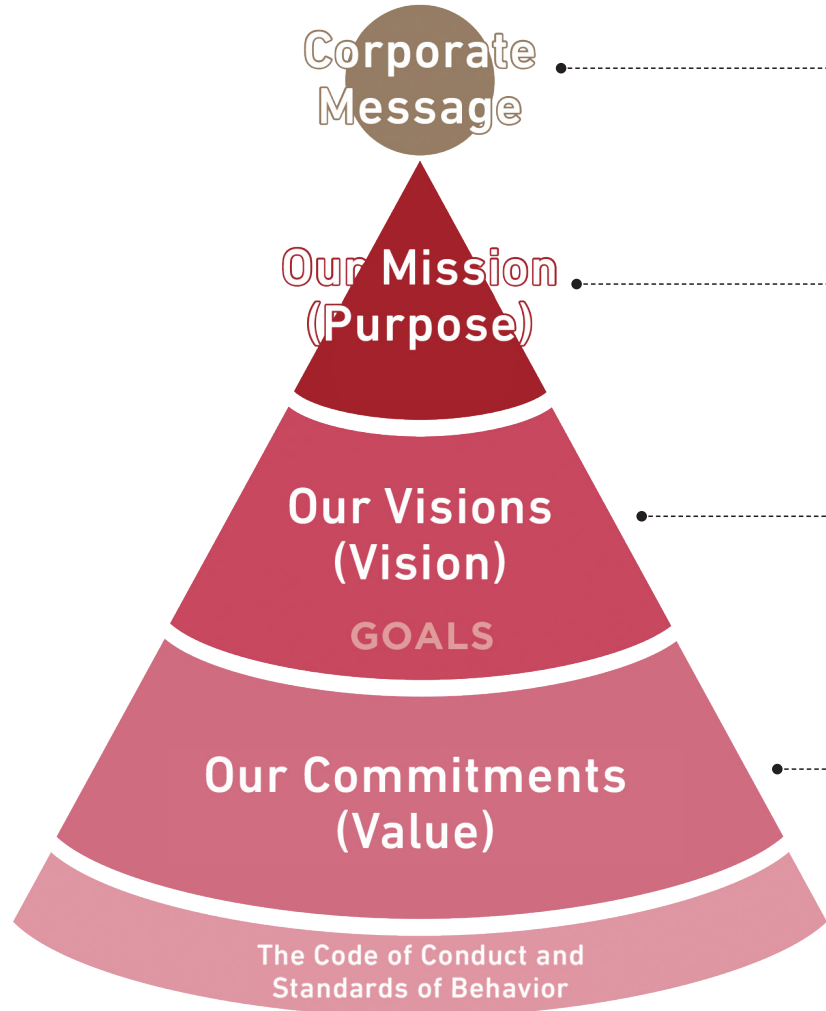 Corporate
Message
Our Mission
(Purpose)
Our Visions
(Vision)
GOALS
Our Commitments
(Value)
The Code of Conduct and
Standards of Behavior